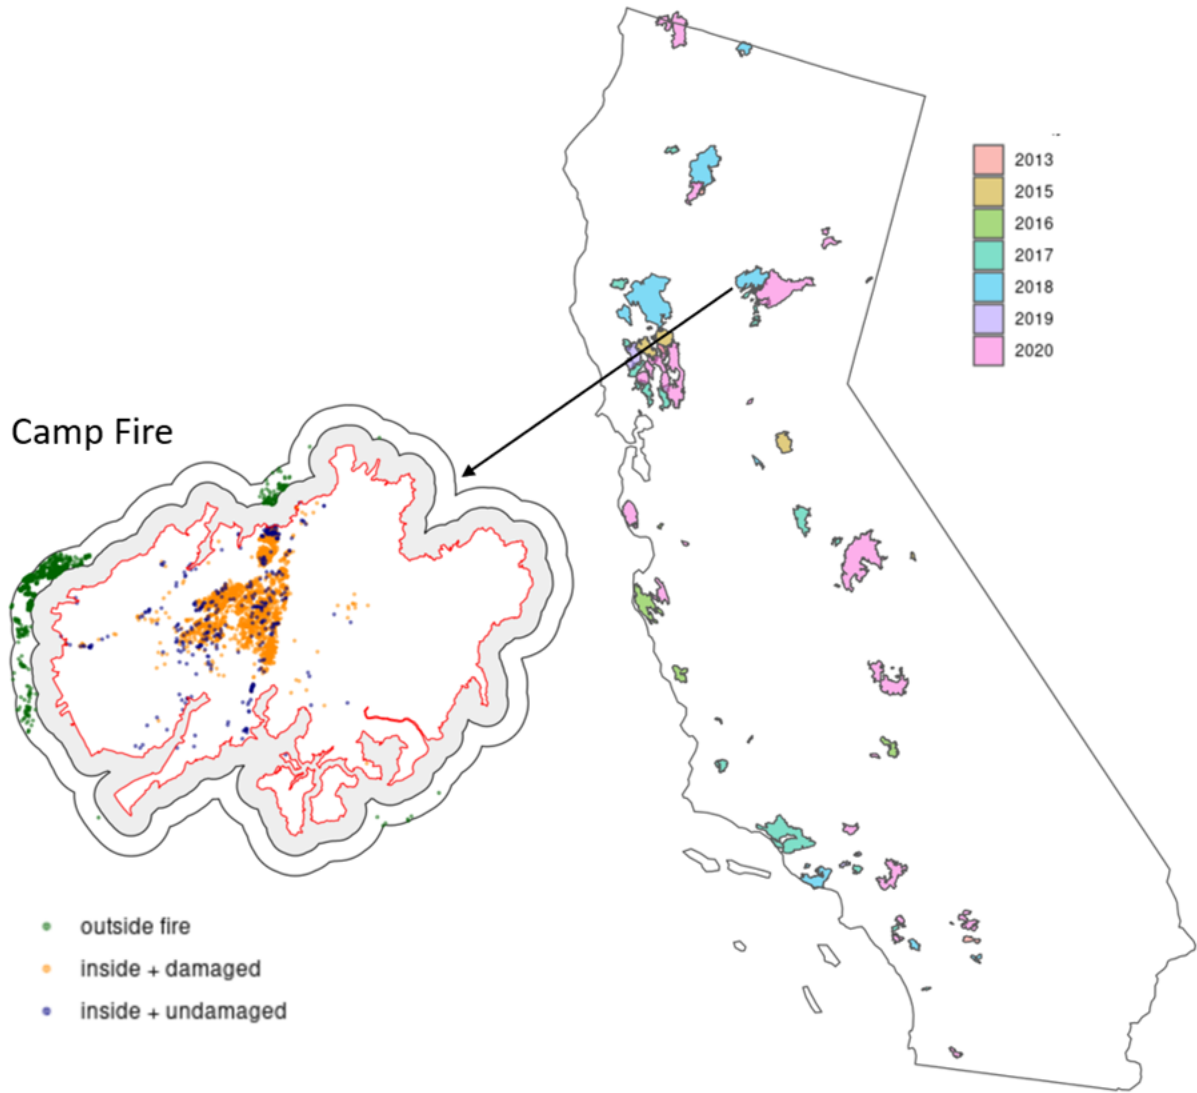 2013
2015
2016
2017
2018
2019
2020
Camp Fire
outside fire
inside + damaged
inside + undamaged